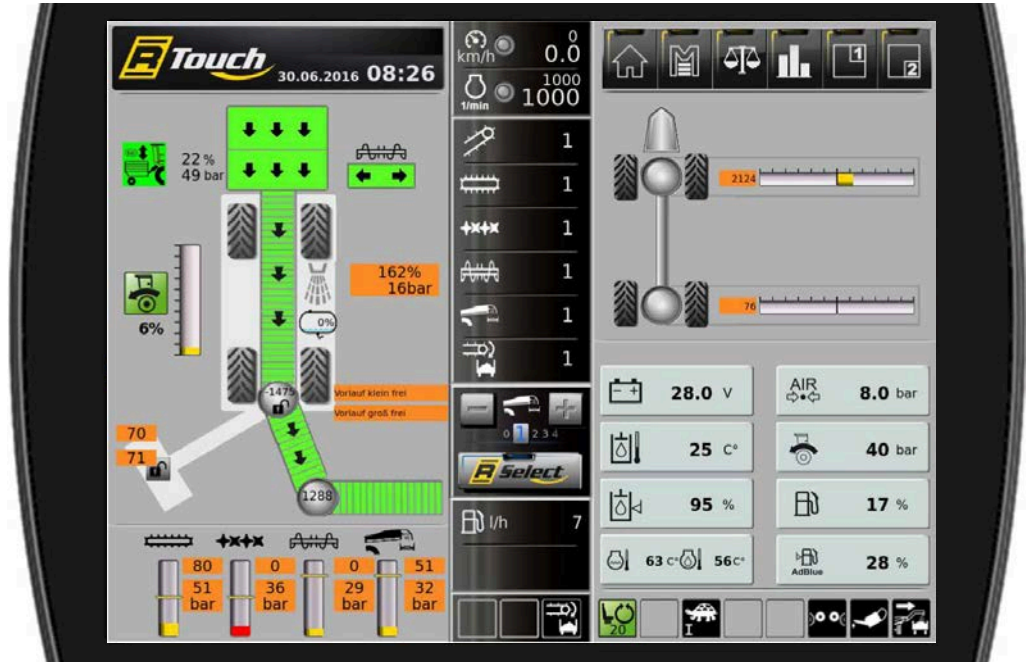 R Touch
30.06.2016 08:26
22 %
49 bar
162%
16bar
6%
0%
-1475
Vorlauf klein frei
Vorlauf groß frei
70
71
1288
80
51
bar
0
36
bar
0
29
bar
51
32
bar
km/h
0
0.0
1/min
1000
1000
1
1
1
1
1
1
0 1 2 3 4
R Select
l/h 7
1
2
2124
76
28.0 V
AIR
8.0 bar
25 C°
40 bar
95 %
17 %
63 C° 56C°
AdBlue
28 %
20
I